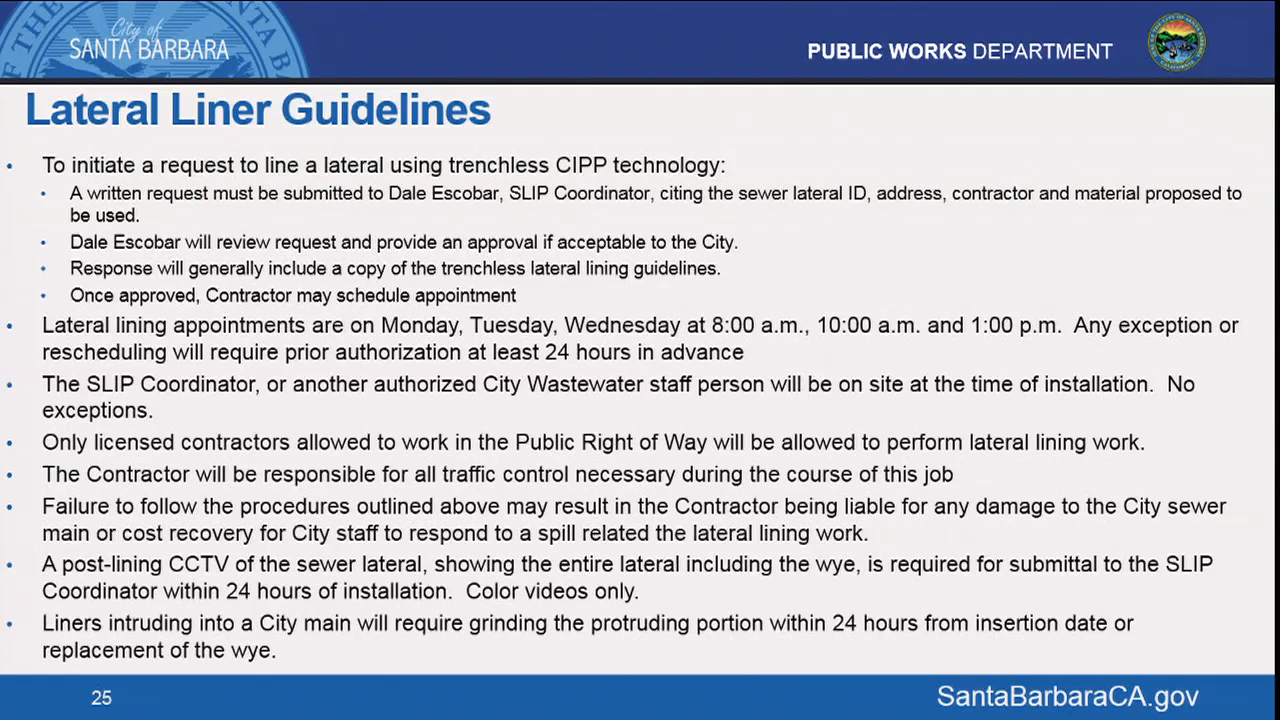 City of
SANTA BARBARA
PUBLIC WORKS DEPARTMENT
Lateral Liner Guidelines
• To initiate a request to line a lateral using trenchless CIPP technology:
• A written request must be submitted to Dale Escobar, SLIP Coordinator, citing the sewer lateral ID, address, contractor and material proposed to
be used.
• Dale Escobar will review request and provide an approval if acceptable to the City.
• Response will generally include a copy of the trenchless lateral lining guidelines.
• Once approved, Contractor may schedule appointment
• Lateral lining appointments are on Monday, Tuesday, Wednesday at 8:00 a.m., 10:00 a.m. and 1:00 p.m. Any exception or
rescheduling will require prior authorization at least 24 hours in advance
• The SLIP Coordinator, or another authorized City Wastewater staff person will be on site at the time of installation. No
exceptions.
• Only licensed contractors allowed to work in the Public Right of Way will be allowed to perform lateral lining work.
• The Contractor will be responsible for all traffic control necessary during the course of this job
• Failure to follow the procedures outlined above may result in the Contractor being liable for any damage to the City sewer
main or cost recovery for City staff to respond to a spill related the lateral lining work.
• A post-lining CCTV of the sewer lateral, showing the entire lateral including the wye, is required for submittal to the SLIP
Coordinator within 24 hours of installation. Color videos only.
• Liners intruding into a City main will require grinding the protruding portion within 24 hours from insertion date or
replacement of the wye.
25
SantaBarbaraCA.gov